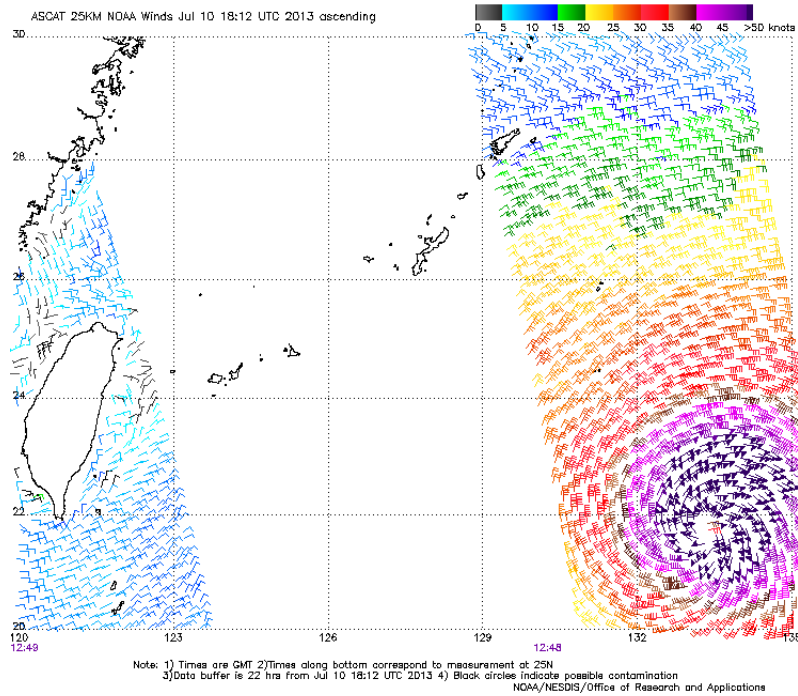 ASCAT 25KM NOAA Winds Jul 10 18:12 UTC 2013 ascending
0 5 10 15 20 25 30 35 40 45 >50 knots
30
28
26
24
22
20
120 123 126 129 132 135
12:49 12:48
Note: 1) Times are GMT 2)Times along bottom correspond to measurement at 25N
3)Data buffer is 22 hrs from Jul 10 18:12 UTC 2013 4) Black circles indicate possible contamination
NOAA/NESDIS/Office of Research and Applications